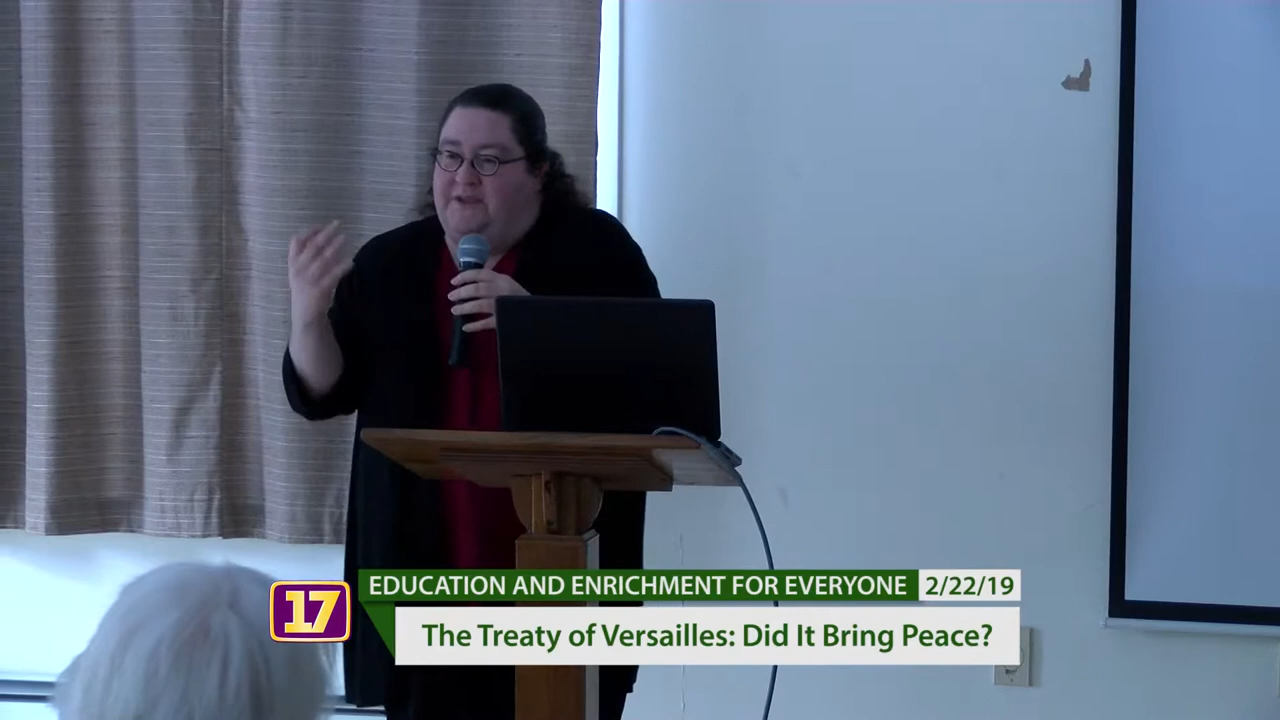 17
EDUCATION AND ENRICHMENT FOR EVERYONE 2/22/19
The Treaty of Versailles: Did It Bring Peace?